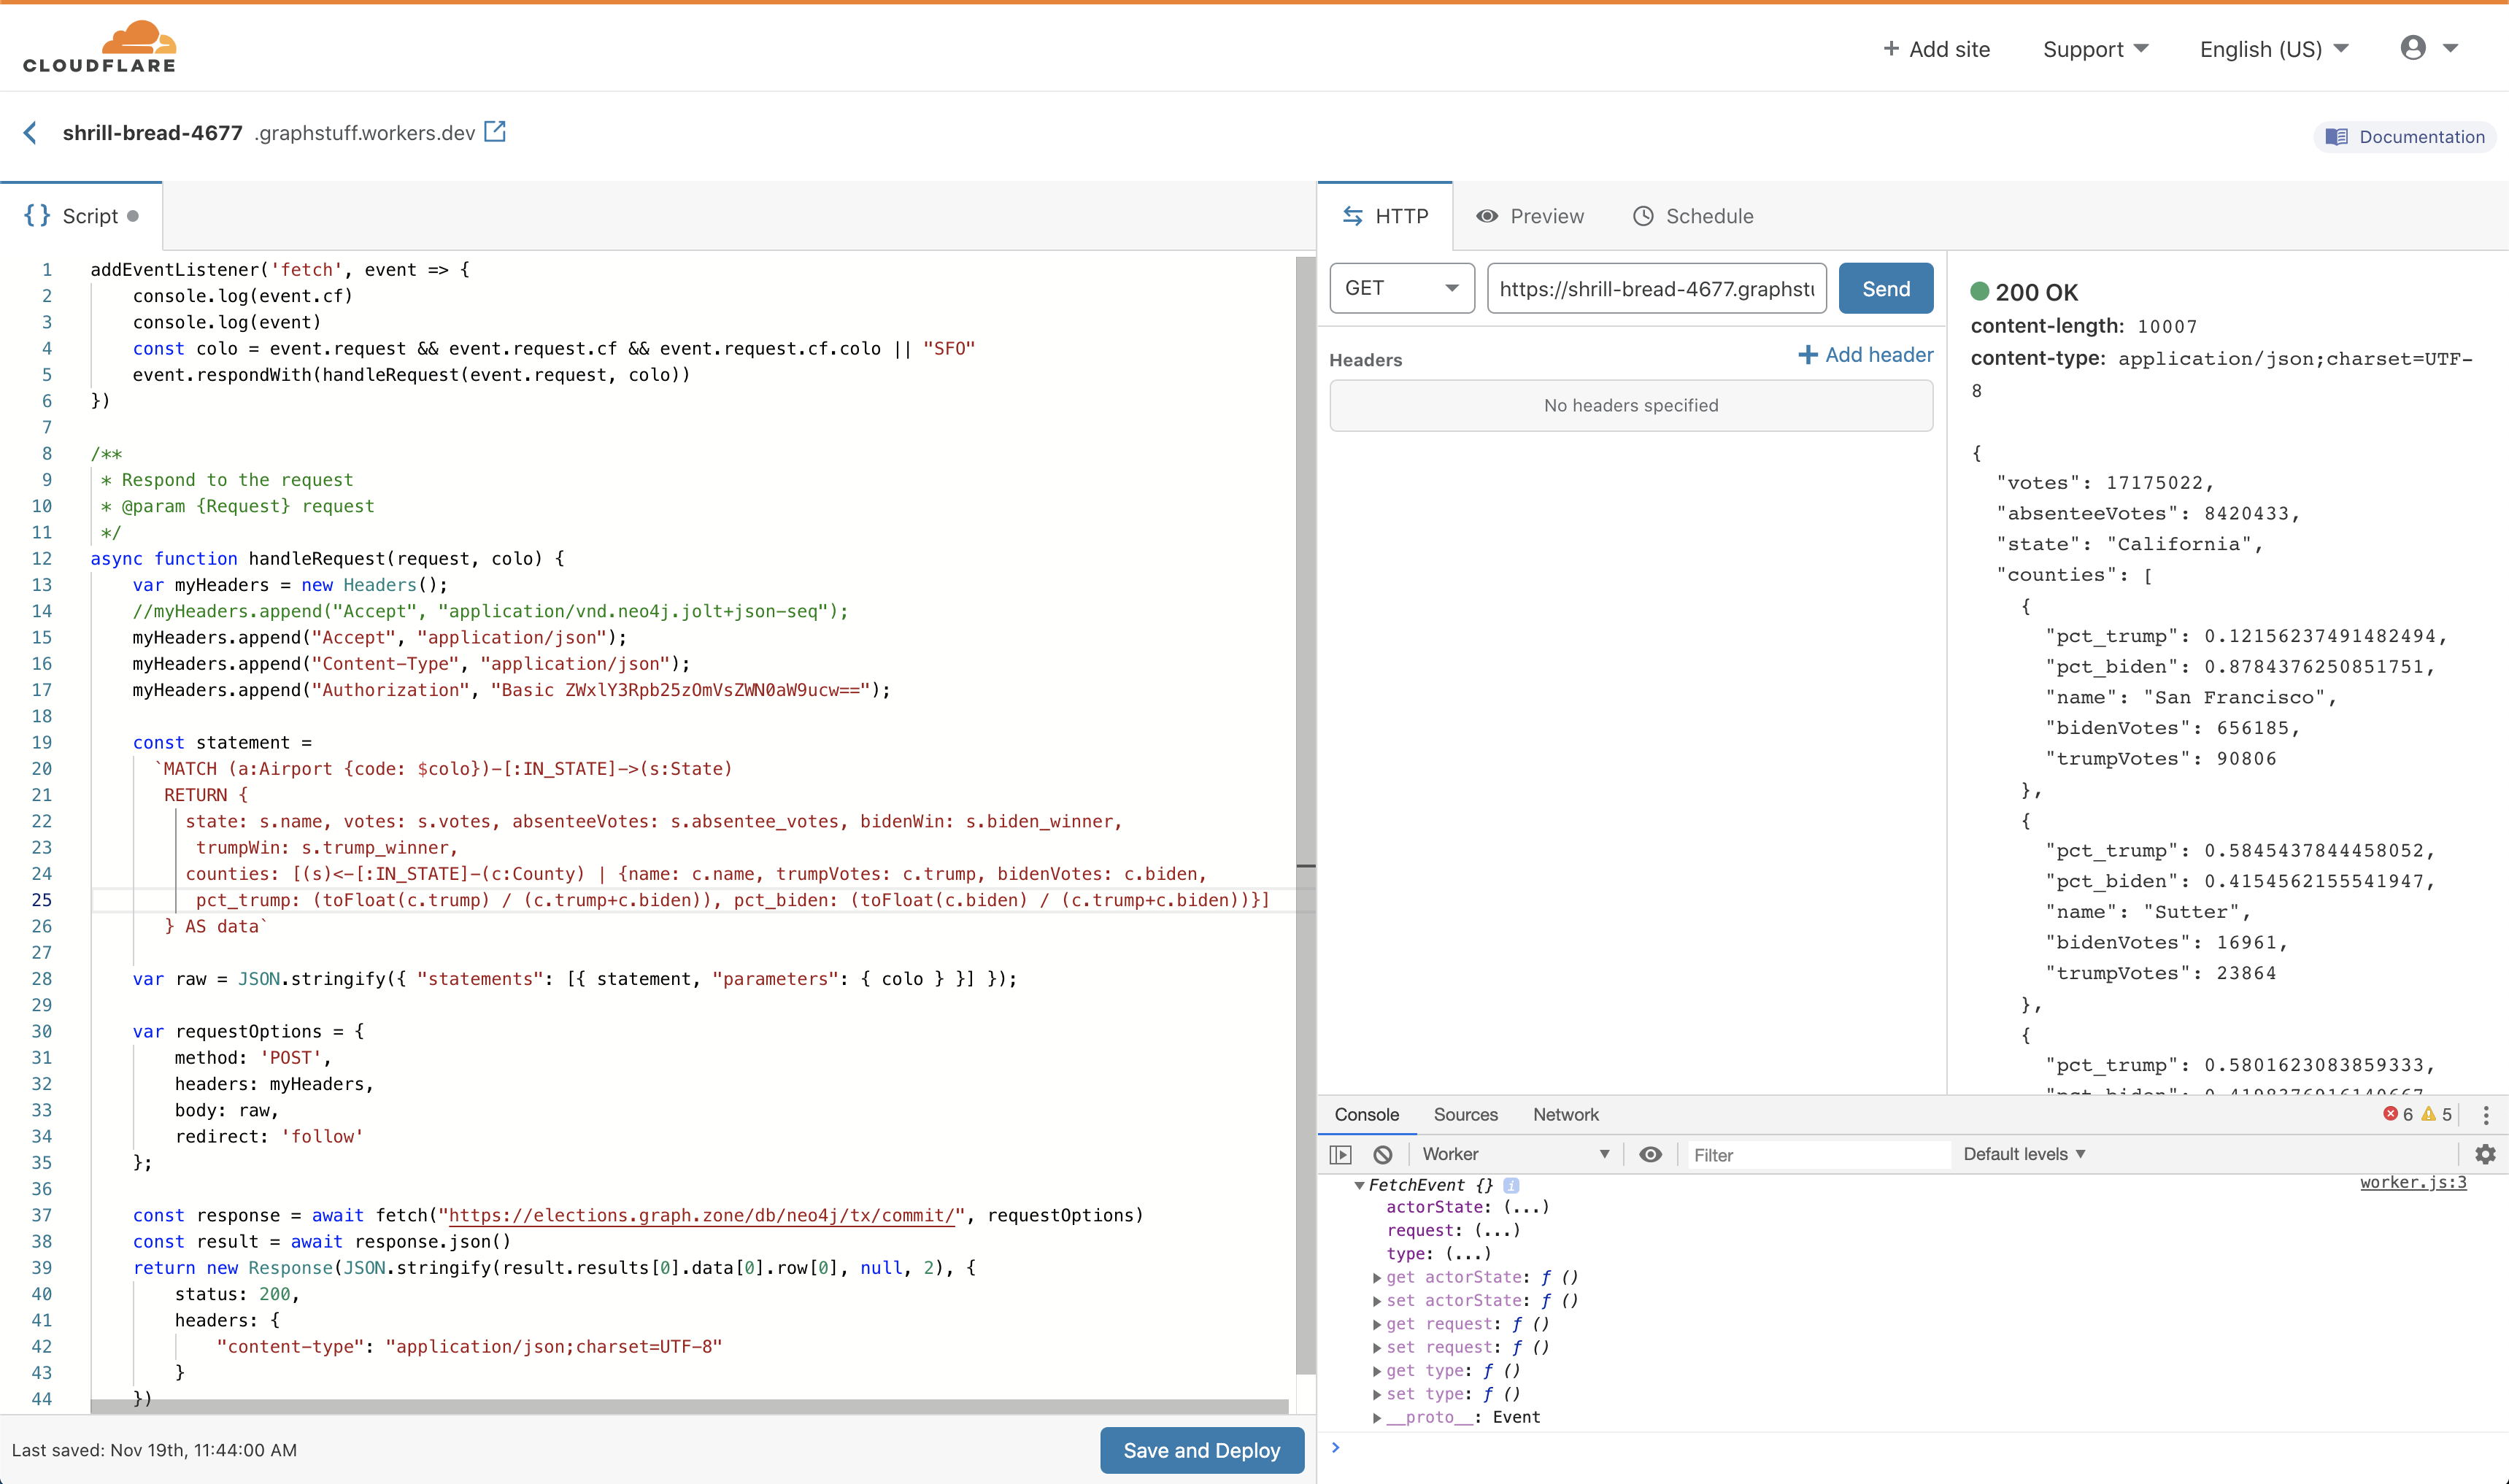 CLOUDFLARE
+ Add site
Support
English (US)
shrill-bread-4677 .graphstuff.workers.dev
Documentation
{} Script
1 addEventListener('fetch', event => {
2 console.log(event.cf)
3 console.log(event)
4 const colo = event.request && event.request.cf && event.request.cf.colo || "SFO"
5 event.respondWith(handleRequest(event.request, colo))
6 })
7
8 /**
9 * Respond to the request
10 * @param {Request} request
11 */
12 async function handleRequest(request, colo) {
13 var myHeaders = new Headers();
14 //myHeaders.append("Accept", "application/vnd.neo4j.jolt+json-seq");
15 myHeaders.append("Accept", "application/json");
16 myHeaders.append("Content-Type", "application/json");
17 myHeaders.append("Authorization", "Basic ZWxlY3Rpb25zOmVsZWN0aW9ucw==");
18
19 const statement =
20 `MATCH (a:Airport {code: $colo})-[:IN_STATE]->(s:State)
21 RETURN {
22 state: s.name, votes: s.votes, absenteeVotes: s.absentee_votes, bidenWin: s.biden_winner,
23 trumpWin: s.trump_winner,
24 counties: [(s)<-[:IN_STATE]-(c:County) | {name: c.name, trumpVotes: c.trump, bidenVotes: c.biden,
25 pct_trump: (toFloat(c.trump) / (c.trump+c.biden)), pct_biden: (toFloat(c.biden) / (c.trump+c.biden))}]
26 } AS data`
27
28 var raw = JSON.stringify({ "statements": [{ statement, "parameters": { colo } }] });
29
30 var requestOptions = {
31 method: 'POST',
32 headers: myHeaders,
33 body: raw,
34 redirect: 'follow'
35 };
36
37 const response = await fetch("https://elections.graph.zone/db/neo4j/tx/commit/", requestOptions)
38 const result = await response.json()
39 return new Response(JSON.stringify(result.results[0].data[0].row[0], null, 2), {
40 status: 200,
41 headers: {
42 "content-type": "application/json;charset=UTF-8"
43 }
44 })
Last saved: Nov 19th, 11:44:00 AM
Save and Deploy
HTTP
Preview
Schedule
GET
https://shrill-bread-4677.graphstu
Send
Headers
+ Add header
No headers specified
200 OK
content-length: 10007
content-type: application/json;charset=UTF-
8
{
"votes": 17175022,
"absenteeVotes": 8420433,
"state": "California",
"counties": [
{
"pct_trump": 0.12156237491482494,
"pct_biden": 0.8784376250851751,
"name": "San Francisco",
"bidenVotes": 656185,
"trumpVotes": 90806
},
{
"pct_trump": 0.5845437844458052,
"pct_biden": 0.4154562155541947,
"name": "Sutter",
"bidenVotes": 16961,
"trumpVotes": 23864
},
{
"pct_trump": 0.5801623083859333,
Console
Sources
Network
6
5
Worker
Filter
Default levels
FetchEvent {} i
worker.js:3
actorState: (...)
request: (...)
type: (...)
get actorState: ƒ ()
set actorState: ƒ ()
get request: ƒ ()
set request: ƒ ()
get type: ƒ ()
set type: ƒ ()
__proto__: Event